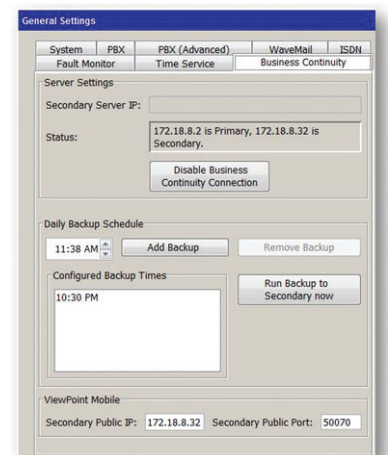 General Settings
System PBX PBX (Advanced) WaveMail ISDN
Fault Monitor Time Service Business Continuity
Server Settings
Secondary Server IP:
Status: 172.18.8.2 is Primary, 172.18.8.32 is
Secondary.
Disable Business
Continuity Connection
Daily Backup Schedule
11:38 AM Add Backup Remove Backup
Configured Backup Times
10:30 PM
Run Backup to
Secondary now
ViewPoint Mobile
Secondary Public IP: 172.18.8.32 Secondary Public Port: 50070